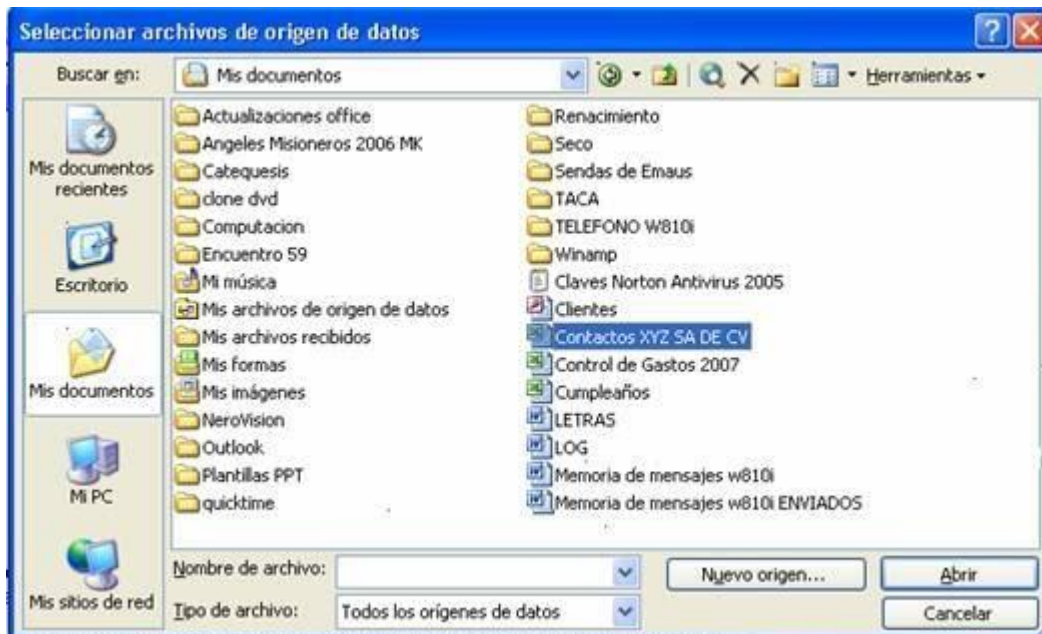 Seleccionar archivos de origen de datos
Buscar en: Mis documentos Herramientas
Mis documentos recientes
Escritorio
Mis documentos
Mi PC
Mis sitios de red
Actualizaciones office
Angeles Misioneros 2006 MK
Catequesis
clone dvd
Computacion
Encuentro 59
Mi música
Mis archivos de origen de datos
Mis archivos recibidos
Mis formas
Mis imágenes
NeroVision
Outlook
Plantillas PPT
quicktime
Renacimiento
Seco
Sendas de Emaus
TACA
TELEFONO W810i
Winamp
Claves Norton Antivirus 2005
Clientes
Contactos XYZ SA DE CV
Control de Gastos 2007
Cumpleaños
LETRAS
LOG
Memoria de mensajes w810i
Memoria de mensajes w810i ENVIADOS
Nombre de archivo: Nuevo origen... Abrir
Tipo de archivo: Todos los orígenes de datos Cancelar